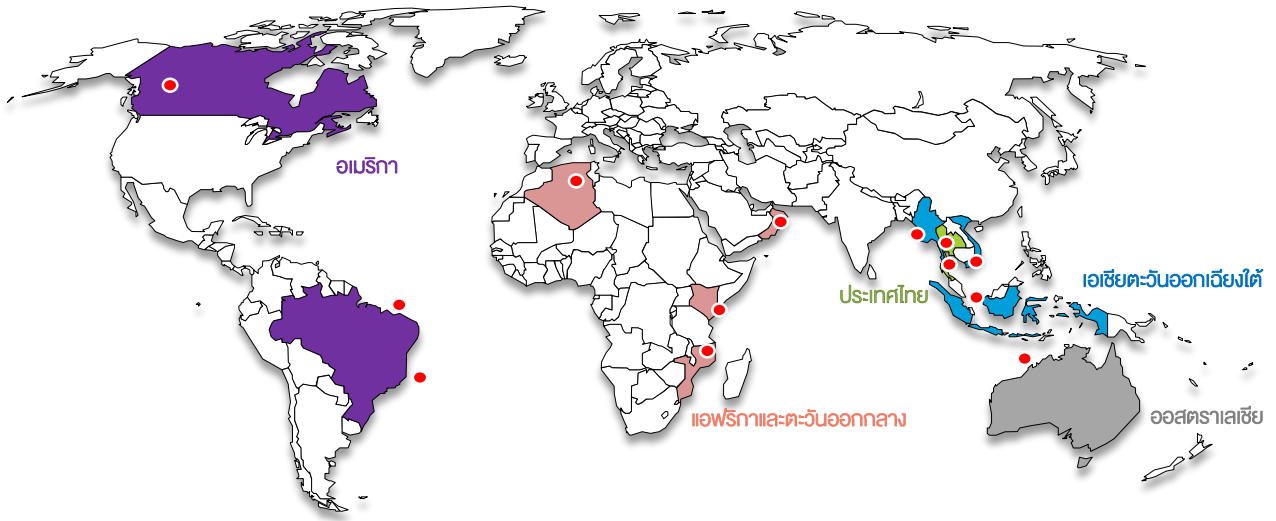 อเมริกา
เอเชียตะวันออกเฉียงใต้
ประเทศไทย
แอฟริกาและตะวันออกกลาง
ออสตราเลเซีย